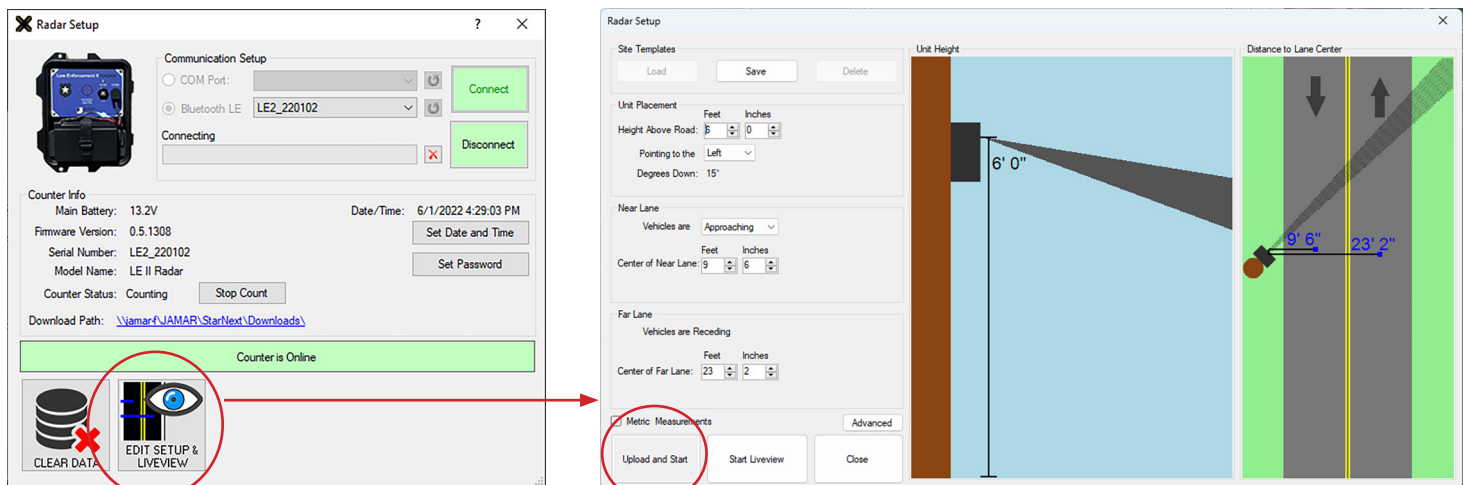 Radar Setup
?
Law Enforcement II RADAR
Communication Setup
COM Port:
Bluetooth LE
LE2_220102
Connect
Connecting
Disconnect
Counter Info
Main Battery: 13.2V
Date/Time: 6/1/2022 4:29:03 PM
Firmware Version: 0.5.1308
Set Date and Time
Serial Number: LE2_220102
Model Name: LE II Radar
Set Password
Counter Status: Counting
Stop Count
Download Path: \\jamar-f\JAMAR\StarNext\Downloads\
Counter is Online
CLEAR DATA
EDIT SETUP &
LIVEVIEW
Radar Setup
Site Templates
Load
Save
Delete
Unit Placement
Feet Inches
Height Above Road: 6 0
Pointing to the Left
Degrees Down: 15°
Near Lane
Vehicles are Approaching
Feet Inches
Center of Near Lane: 9 6
Far Lane
Vehicles are Receding
Feet Inches
Center of Far Lane: 23 2
Metric Measurements
Advanced
Upload and Start
Start Liveview
Close
Unit Height
6' 0"
Distance to Lane Center
9' 6"
23' 2"